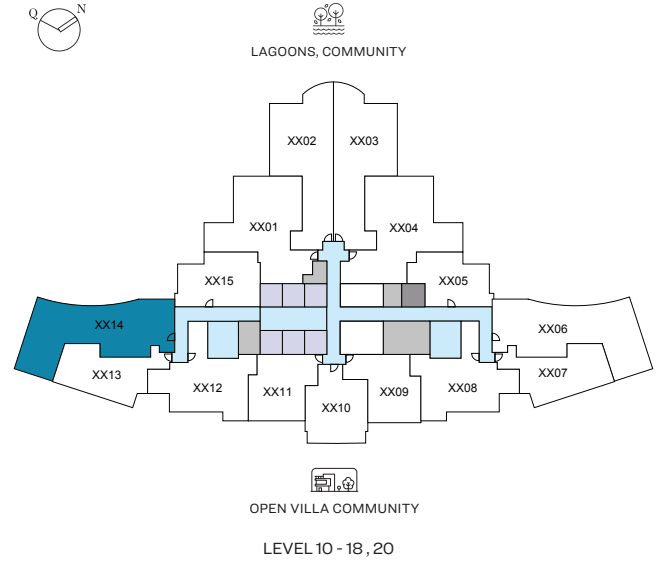 Q N
LAGOONS, COMMUNITY
XX02 XX03
XX01 XX04
XX15 XX05
XX14 XX06
XX13 XX07
XX12 XX11 XX10 XX09 XX08
OPEN VILLA COMMUNITY
LEVEL 10 - 18 , 20